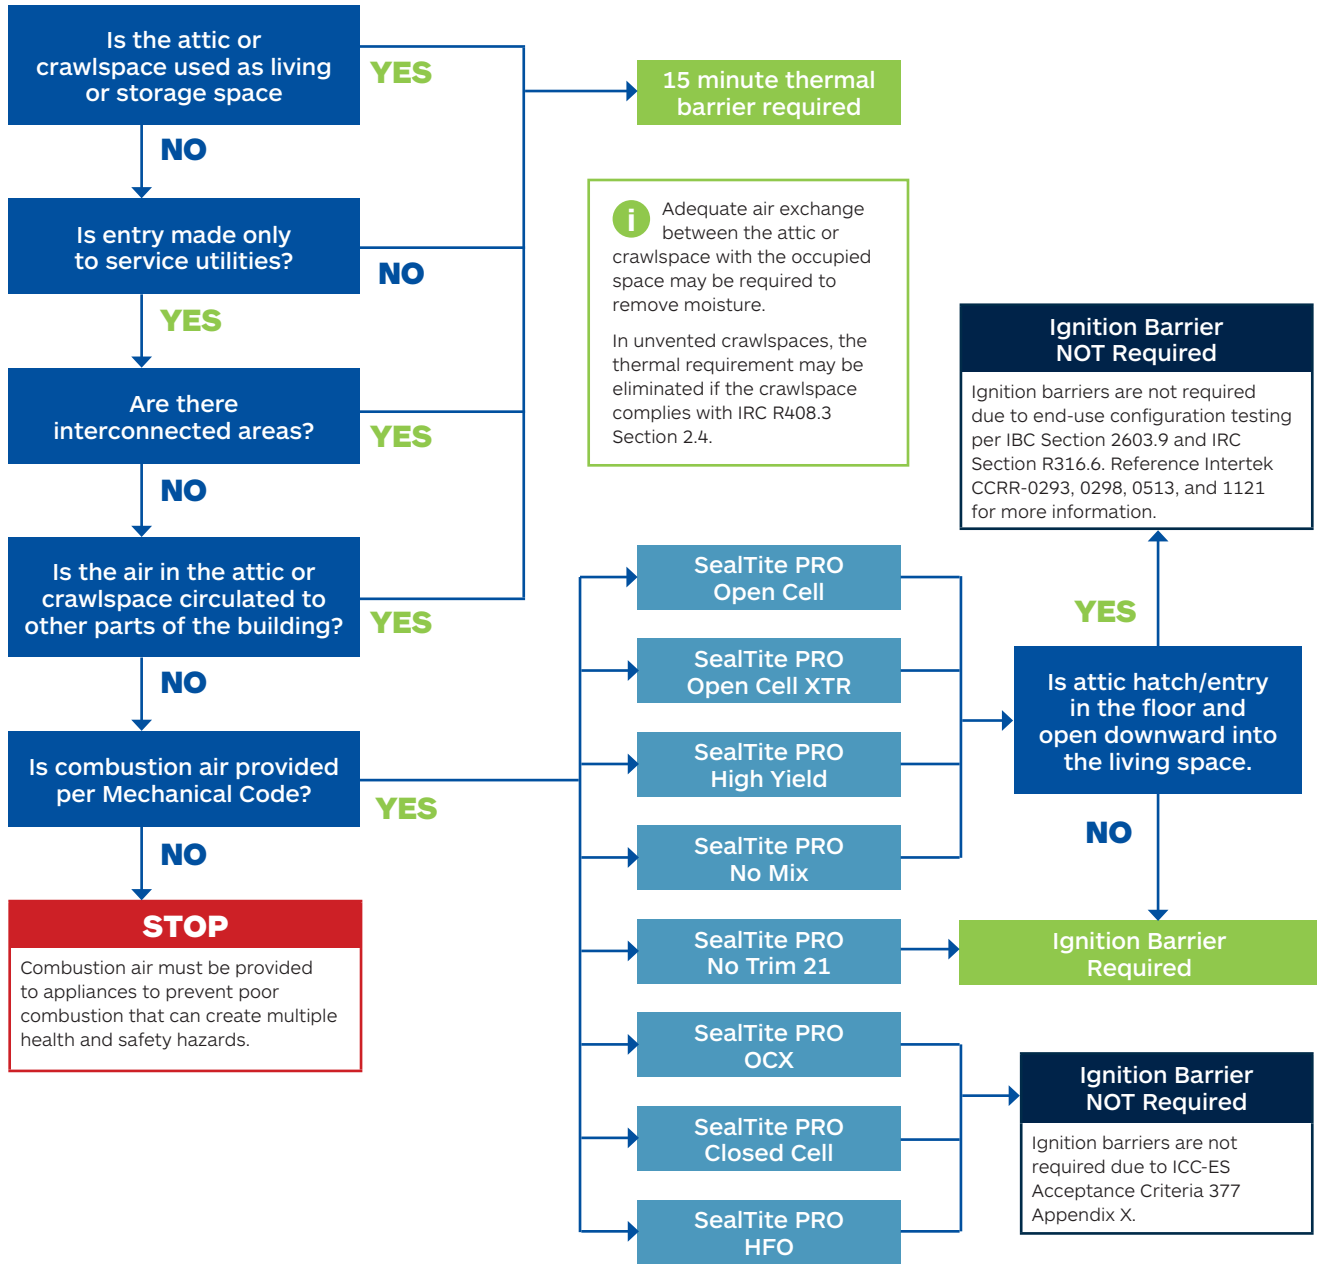 Is the attic or
crawlspace used as living
or storage space
YES
15 minute thermal
barrier required
NO
Is entry made only
to service utilities?
NO
YES
i
Adequate air exchange
between the attic or
crawlspace with the occupied
space may be required to
remove moisture.
In unvented crawlspaces, the
thermal requirement may be
eliminated if the crawlspace
complies with IRC R408.3
Section 2.4.
Are there
interconnected areas?
YES
NO
Is the air in the attic or
crawlspace circulated to
other parts of the building?
YES
NO
Is combustion air provided
per Mechanical Code?
YES
NO
STOP
Combustion air must be provided
to appliances to prevent poor
combustion that can create multiple
health and safety hazards.
SealTite PRO
Open Cell
SealTite PRO
Open Cell XTR
SealTite PRO
High Yield
SealTite PRO
No Mix
SealTite PRO
No Trim 21
SealTite PRO
OCX
SealTite PRO
Closed Cell
SealTite PRO
HFO
Ignition Barrier
NOT Required
Ignition barriers are not required
due to end-use configuration testing
per IBC Section 2603.9 and IRC
Section R316.6. Reference Intertek
CCRR-0293, 0298, 0513, and 1121
for more information.
YES
Is attic hatch/entry
in the floor and
open downward into
the living space.
NO
Ignition Barrier
Required
Ignition Barrier
NOT Required
Ignition barriers are not
required due to ICC-ES
Acceptance Criteria 377
Appendix X.